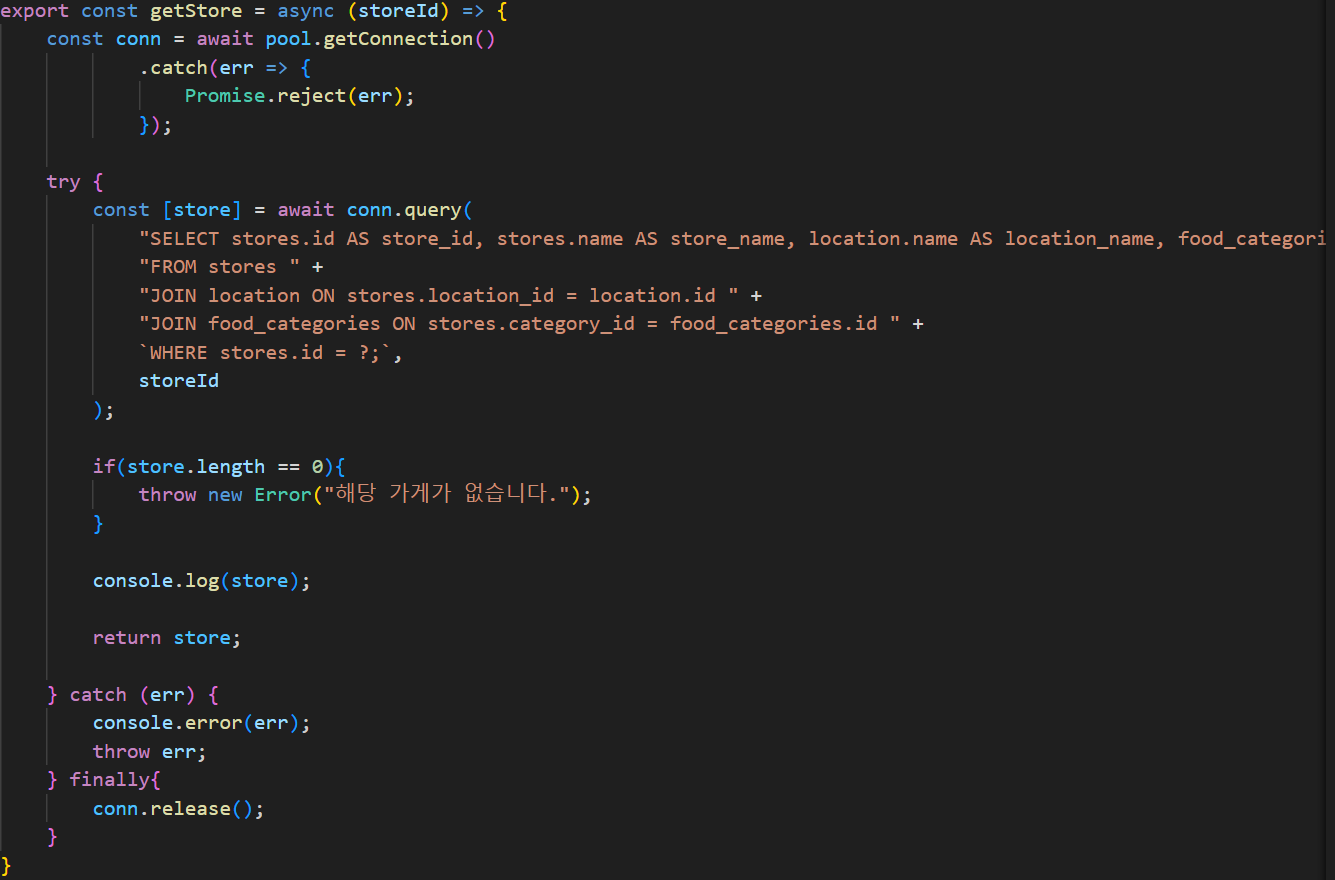 export const getStore = async (storeId) => {
    const conn = await pool.getConnection()
            .catch(err => {
                Promise.reject(err);
            });

    try {
        const [store] = await conn.query(
            "SELECT stores.id AS store_id, stores.name AS store_name, location.name AS location_name, food_categori
            "FROM stores " +
            "JOIN location ON stores.location_id = location.id " +
            "JOIN food_categories ON stores.category_id = food_categories.id " +
            `WHERE stores.id = ?;`,
            storeId
        );

        if(store.length == 0){
            throw new Error("해당 가게가 없습니다.");
        }

        console.log(store);

        return store;

    } catch (err) {
        console.error(err);
        throw err;
    } finally{
        conn.release();
    }
}